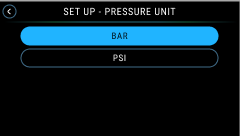 SET UP - PRESSURE UNIT
BAR
PSI